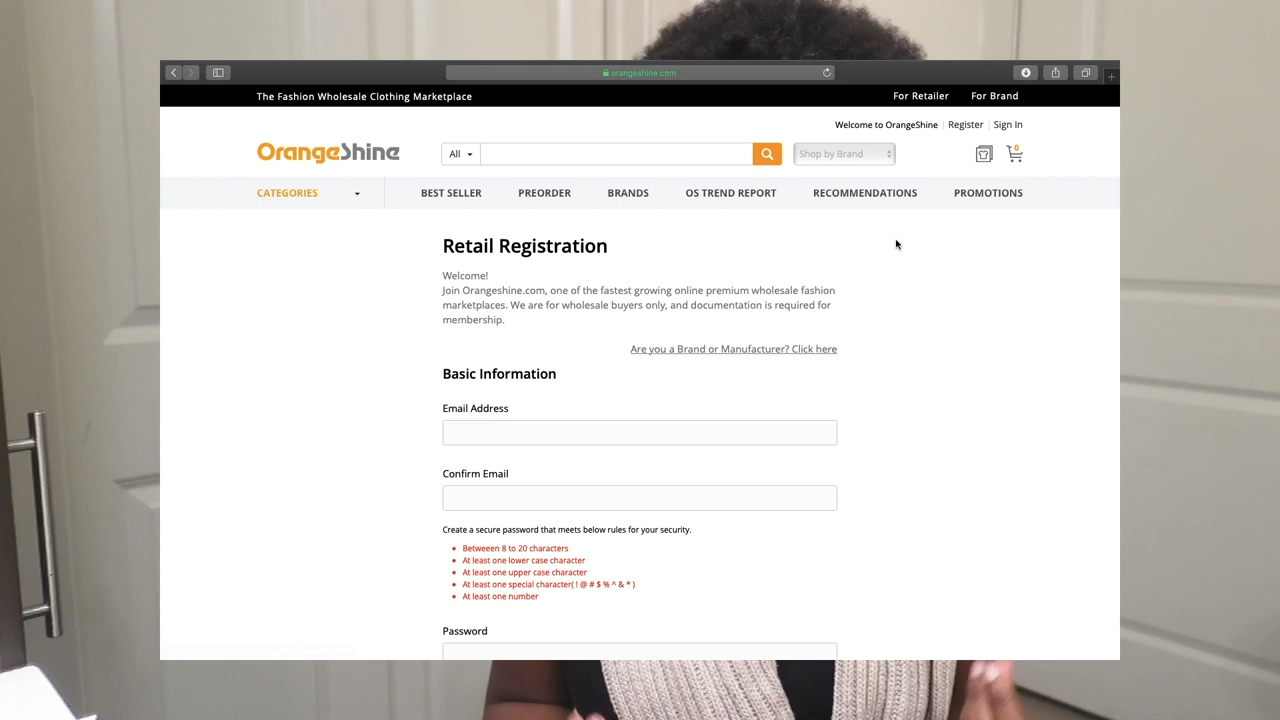 orangeshine.com
The Fashion Wholesale Clothing Marketplace
For Retailer For Brand
Welcome to OrangeShine | Register | Sign In
OrangeShine
All
Shop by Brand
0
CATEGORIES BEST SELLER PREORDER BRANDS OS TREND REPORT RECOMMENDATIONS PROMOTIONS
Retail Registration
Welcome!
Join Orangeshine.com, one of the fastest growing online premium wholesale fashion
marketplaces. We are for wholesale buyers only, and documentation is required for
membership.
Are you a Brand or Manufacturer? Click here
Basic Information
Email Address
Confirm Email
Create a secure password that meets below rules for your security.
Betweeen 8 to 20 characters
At least one lower case character
At least one upper case character
At least one special character( ! @ # $ % ^ & * )
At least one number
Password